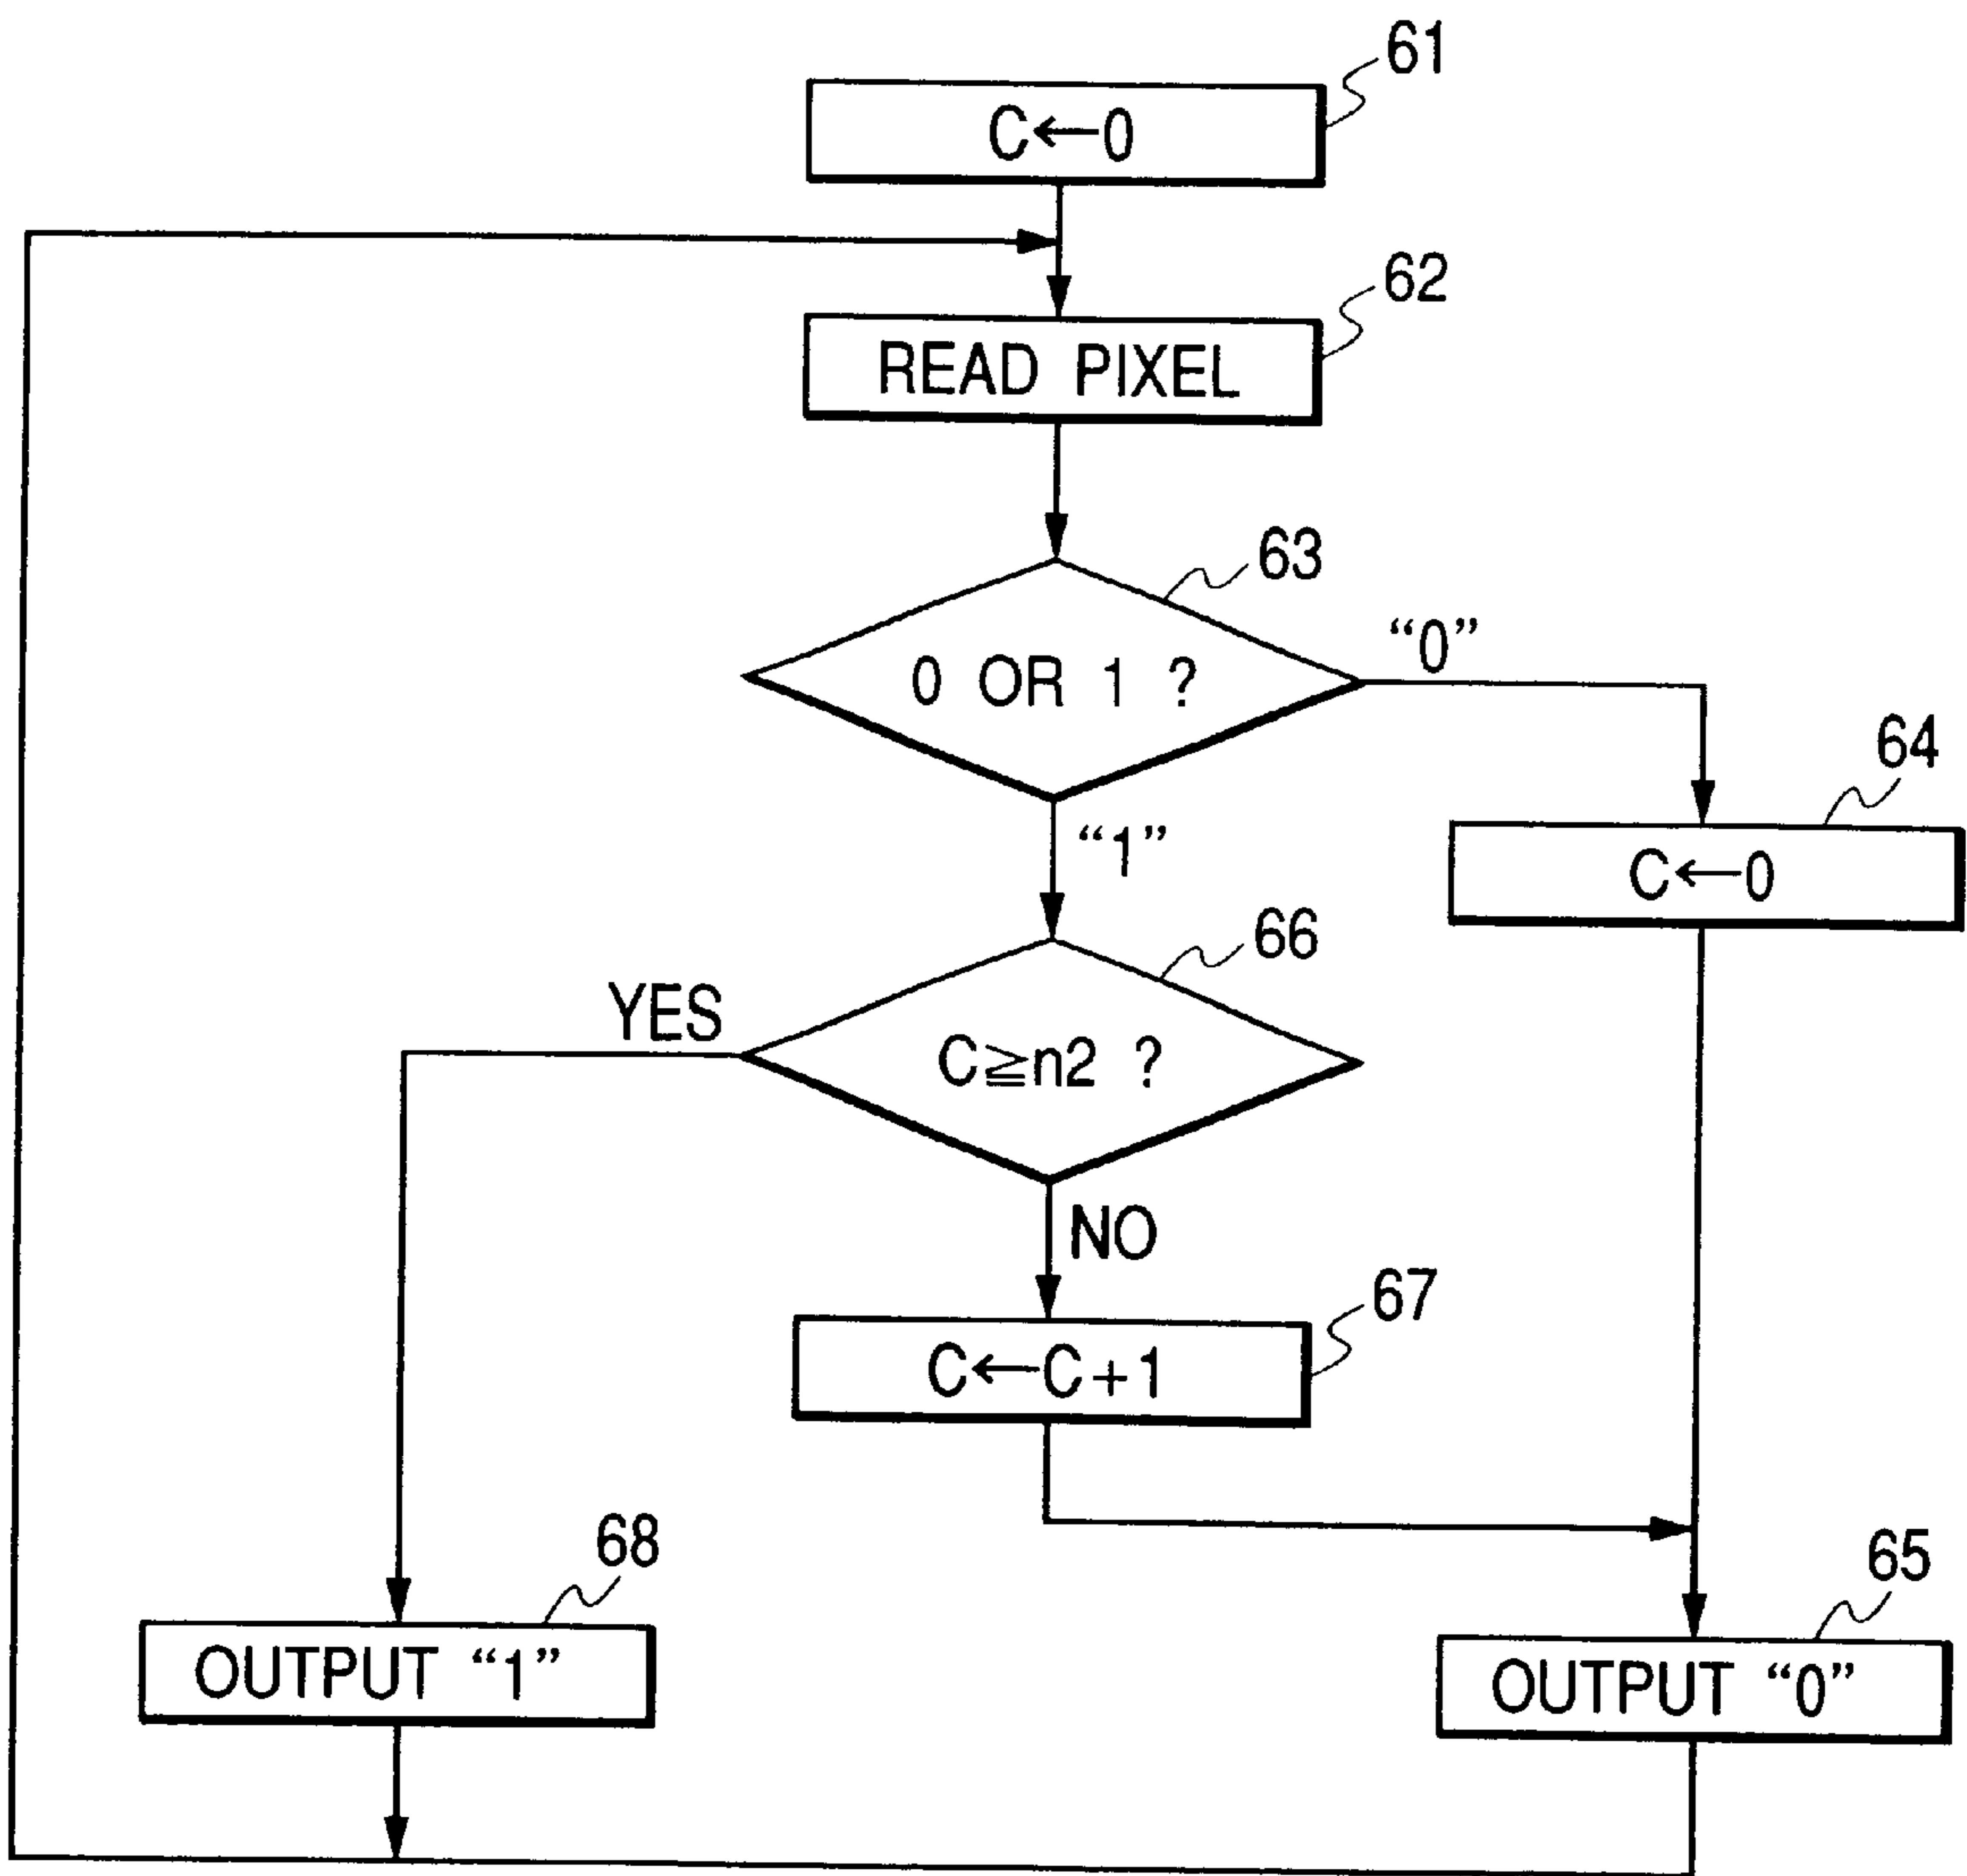 61
C←0
62
READ PIXEL
63
0 OR 1 ?
“0”
64
C←0
“1”
66
YES
C≧n2 ?
NO
67
C←C+1
68
OUTPUT “1”
65
OUTPUT “0”